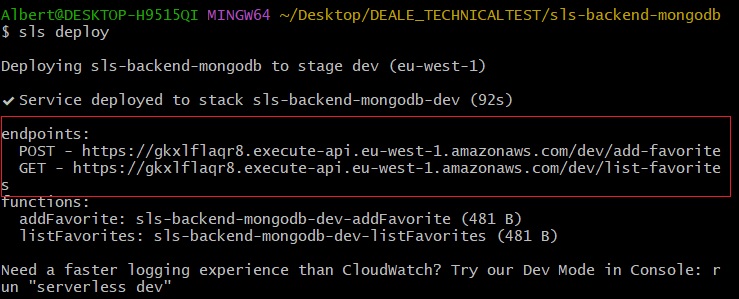 Albert@DESKTOP-H9515QI MINGW64 ~/Desktop/DEALE_TECHNICALTEST/sls-backend-mongodb
$ sls deploy
Deploying sls-backend-mongodb to stage dev (eu-west-1)
✔ Service deployed to stack sls-backend-mongodb-dev (92s)
endpoints:
  POST - https://gkxlflaqr8.execute-api.eu-west-1.amazonaws.com/dev/add-favorite
  GET - https://gkxlflaqr8.execute-api.eu-west-1.amazonaws.com/dev/list-favorite
s
functions:
  addFavorite: sls-backend-mongodb-dev-addFavorite (481 B)
  listFavorites: sls-backend-mongodb-dev-listFavorites (481 B)
Need a faster logging experience than CloudWatch? Try our Dev Mode in Console: r
un "serverless dev"